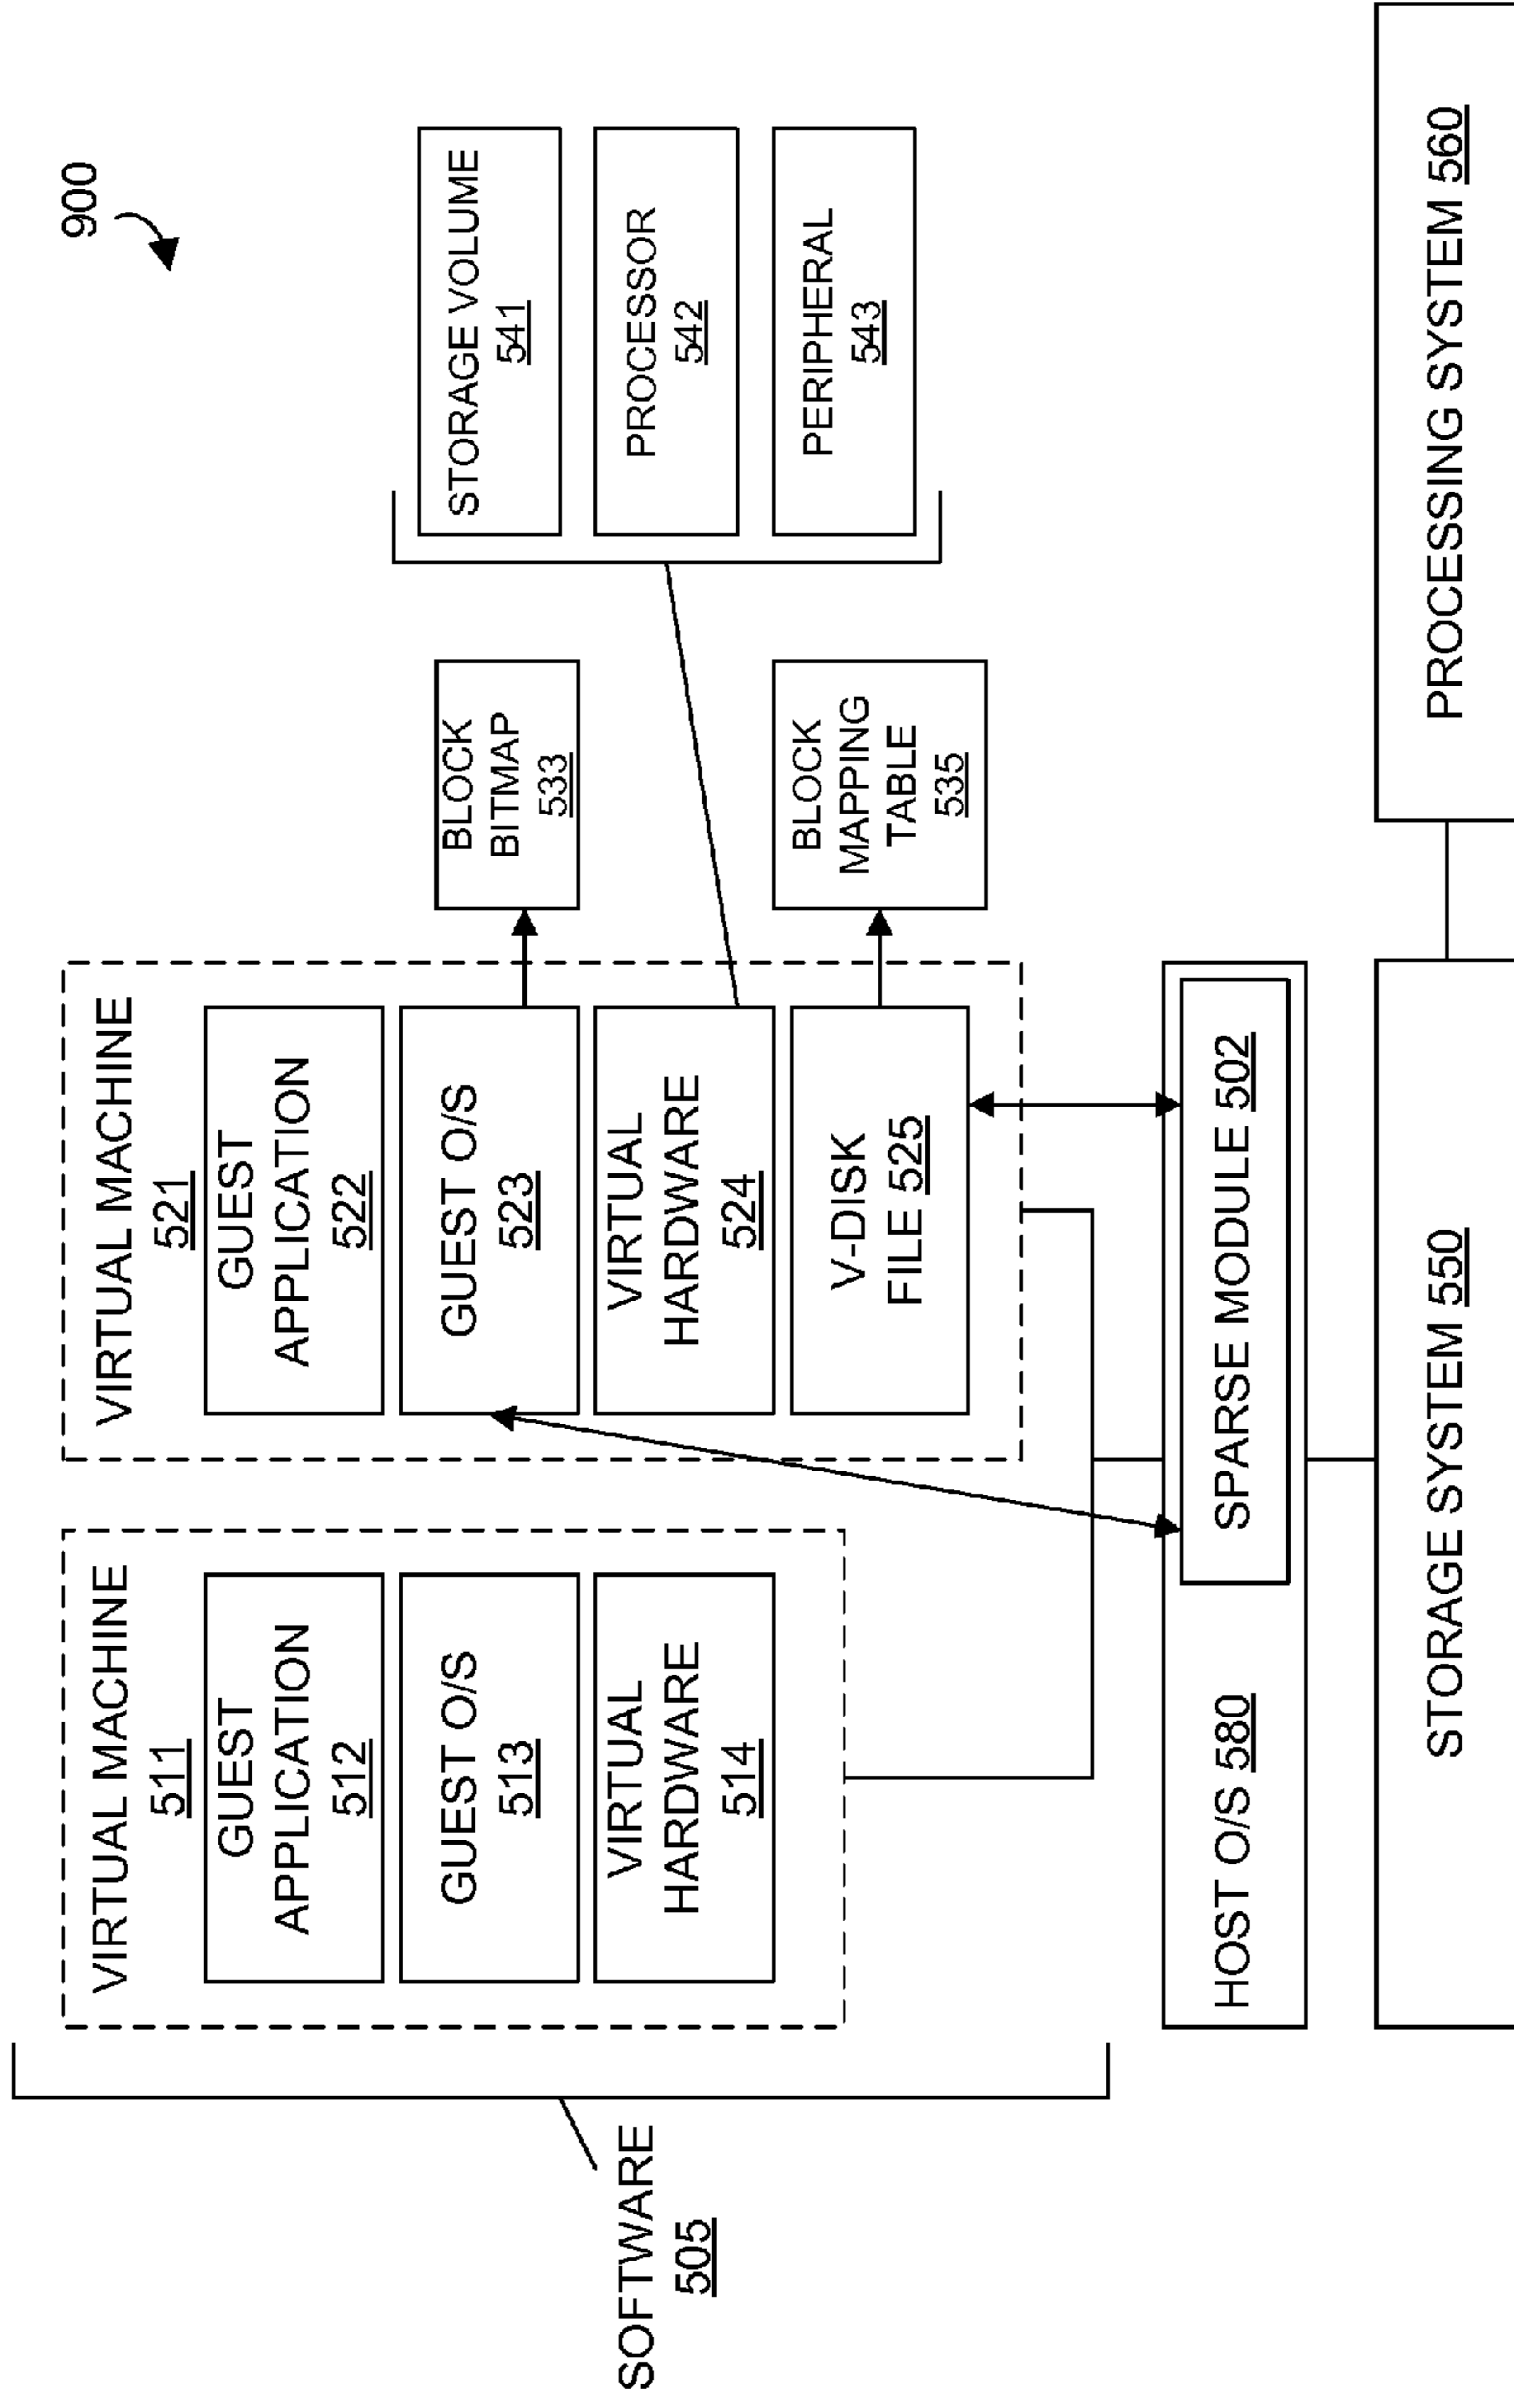 900
VIRTUAL MACHINE
511
GUEST
APPLICATION
512
GUEST O/S
513
VIRTUAL
HARDWARE
514
VIRTUAL MACHINE
521
GUEST
APPLICATION
522
GUEST O/S
523
VIRTUAL
HARDWARE
524
V-DISK
FILE 525
BLOCK
BITMAP
533
BLOCK
MAPPING
TABLE
535
STORAGE VOLUME
541
PROCESSOR
542
PERIPHERAL
543
SOFTWARE
505
HOST O/S 580
SPARSE MODULE 502
STORAGE SYSTEM 550
PROCESSING SYSTEM 560